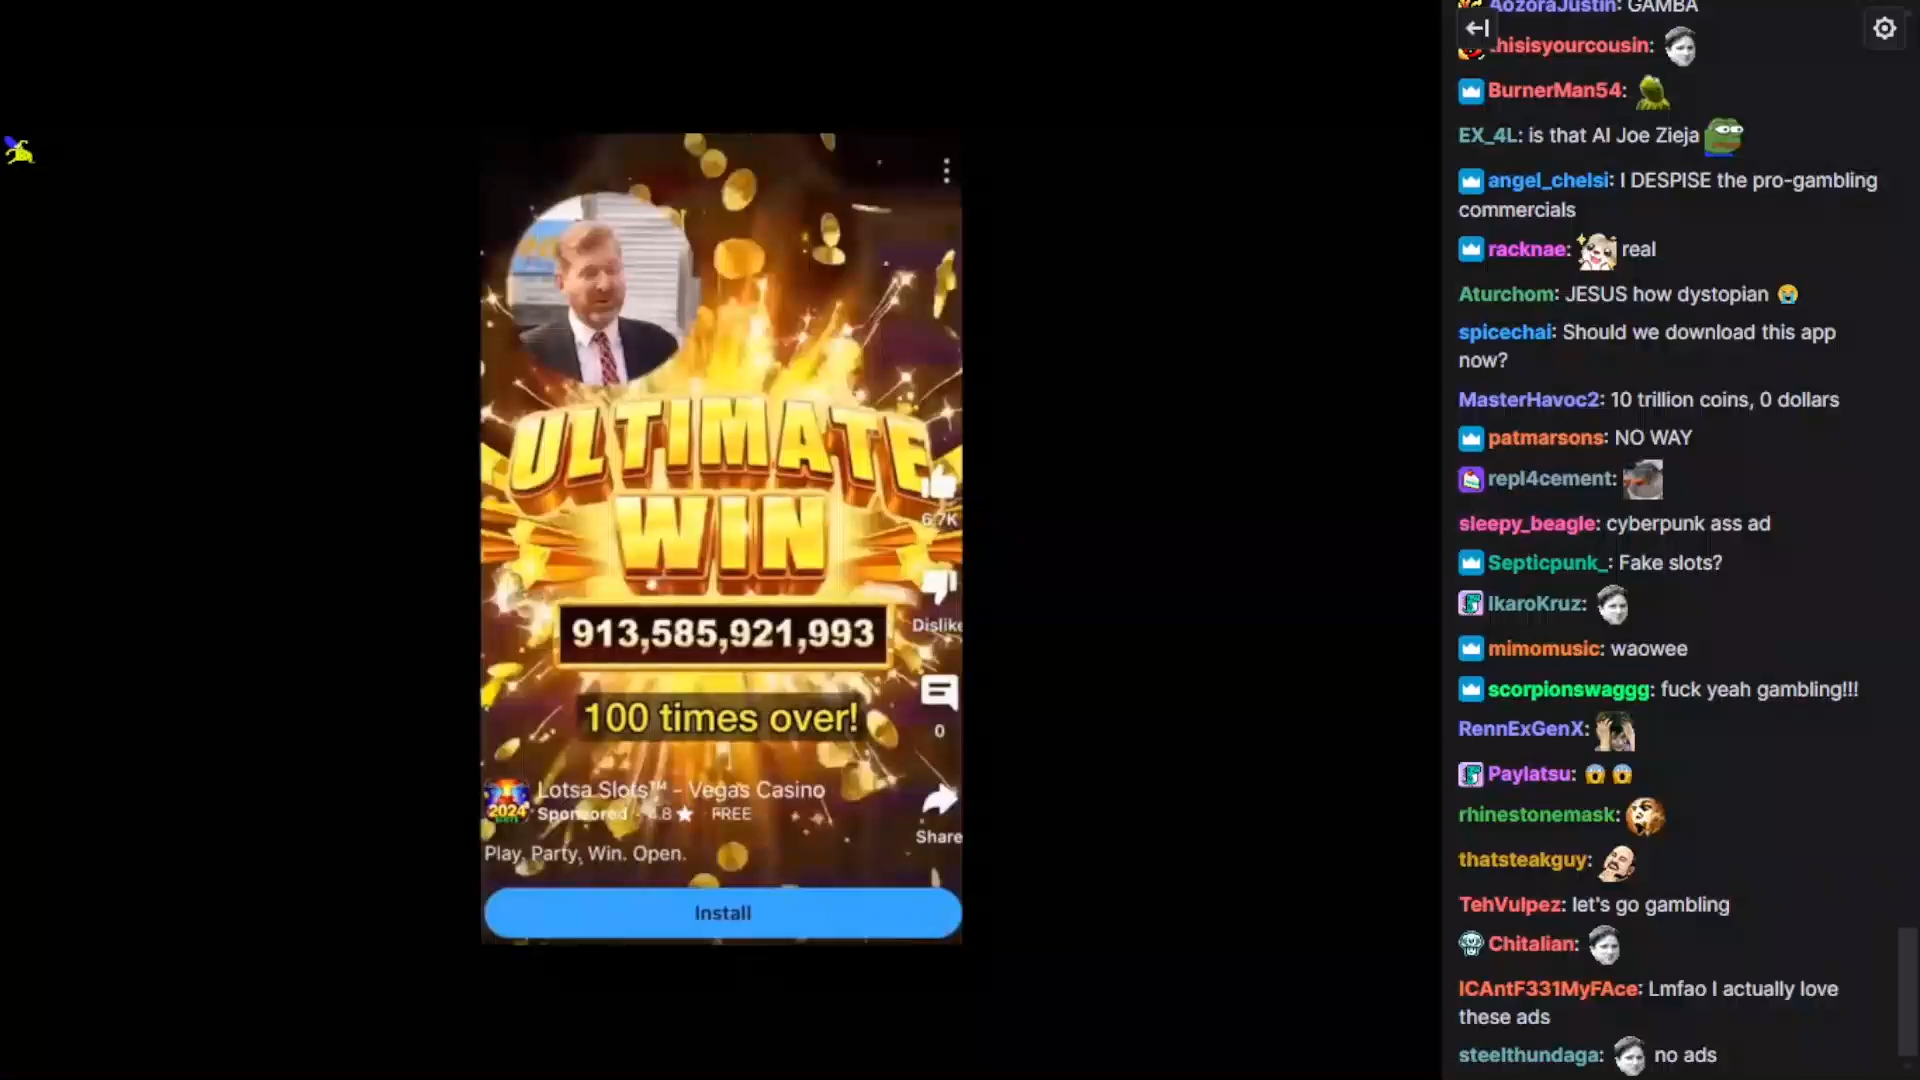 AozoraJustin: GAMBA
thisisyourcousin:
BurnerMan54:
EX_4L: is that AI Joe Zieja
angel_chelsi: I DESPISE the pro-gambling
commercials
racknae: real
Aturchom: JESUS how dystopian
spicechai: Should we download this app
now?
MasterHavoc2: 10 trillion coins, 0 dollars
patmarsons: NO WAY
repl4cement:
sleepy_beagle: cyberpunk ass ad
Septicpunk_: Fake slots?
IkaroKruz:
mimomusic: waowee
scorpionswaggg: fuck yeah gambling!!!
RennExGenX:
Paylatsu:
rhinestonemask:
thatsteakguy:
TehVulpez: let's go gambling
Chitalian:
ICAntF331MyFAce: Lmfao I actually love
these ads
steelthundaga: no ads
ULTIMATE
WIN
913,585,921,993
100 times over!
6.7K
Dislike
0
Share
Lotsa Slots™ - Vegas Casino
2024
Sponsored · 4.8 ★ FREE
Play, Party, Win. Open.
Install